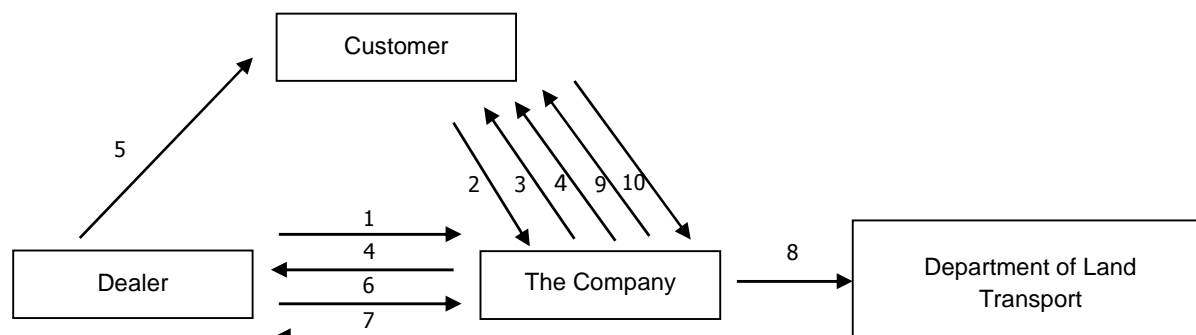 Customer
5
2
3
4
9
10
1
4
6
7
Dealer
The Company
8
Department of Land
Transport